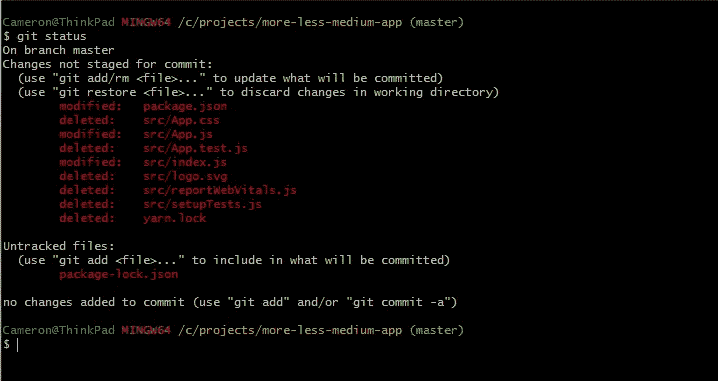 Cameron@ThinkPad MINGW64 /c/projects/more-less-medium-app (master)
$ git status
On branch master
Changes not staged for commit:
  (use "git add/rm <file>..." to update what will be committed)
  (use "git restore <file>..." to discard changes in working directory)
        modified:   package.json
        deleted:    src/App.css
        modified:   src/App.js
        deleted:    src/App.test.js
        modified:   src/index.js
        deleted:    src/logo.svg
        deleted:    src/reportWebVitals.js
        deleted:    src/setupTests.js
        deleted:    yarn.lock

Untracked files:
  (use "git add <file>..." to include in what will be committed)
        package-lock.json

no changes added to commit (use "git add" and/or "git commit -a")

Cameron@ThinkPad MINGW64 /c/projects/more-less-medium-app (master)
$